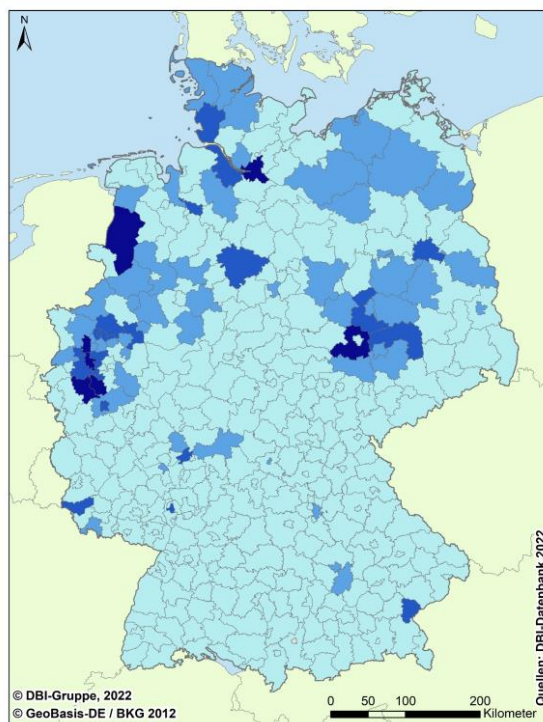 N
Quellen: DBI-Datenbank 2022
© DBI-Gruppe, 2022
© GeoBasis-DE / BKG 2012
0 50 100 200
Kilometer